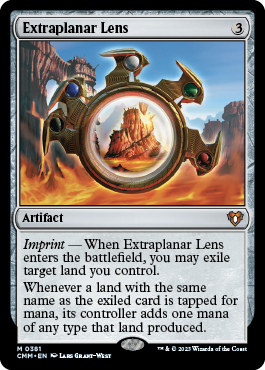 Extraplanar Lens 3
Artifact
Imprint — When Extraplanar Lens
enters the battlefield, you may exile
target land you control.
Whenever a land with the same
name as the exiled card is tapped for
mana, its controller adds one mana
of any type that land produced.
M 0381
CMM • EN Lars Grant-West
™ & © 2023 Wizards of the Coast